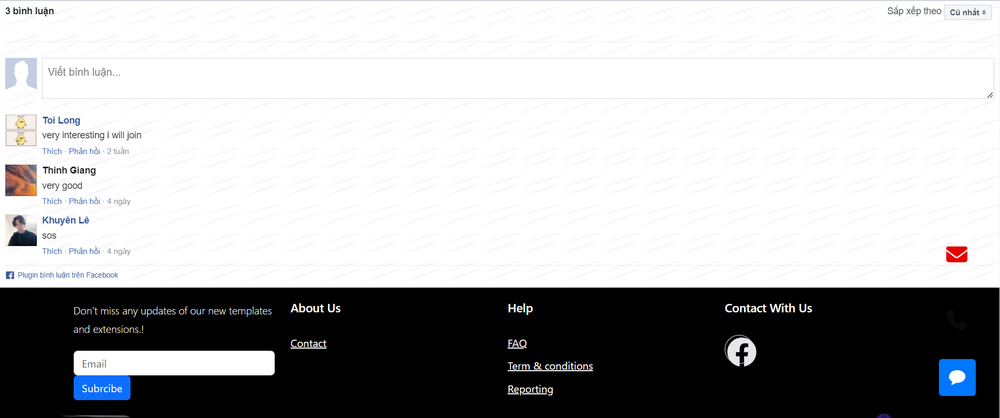 3 bình luận
Sắp xếp theo Cũ nhất
Viết bình luận...
Toi Long
very interesting i will join
Thích · Phản hồi · 2 tuần
Thinh Giang
very good
Thích · Phản hồi · 4 ngày
Khuyên Lê
sos
Thích · Phản hồi · 4 ngày
Plugin bình luận trên Facebook
Don't miss any updates of our new templates
and extensions.!
Email
Subrcibe
About Us
Contact
Help
FAQ
Term & conditions
Reporting
Contact With Us